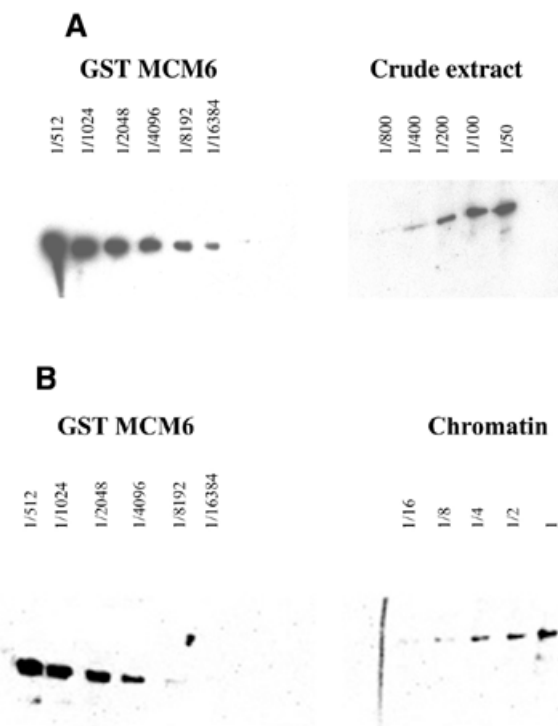 A
GST MCM6
Crude extract
1/512 1/1024 1/2048 1/4096 1/8192 1/16384
1/800 1/400 1/200 1/100 1/50
B
GST MCM6
Chromatin
1/512 1/1024 1/2048 1/4096 1/8192 1/16384
1/16 1/8 1/4 1/2 1